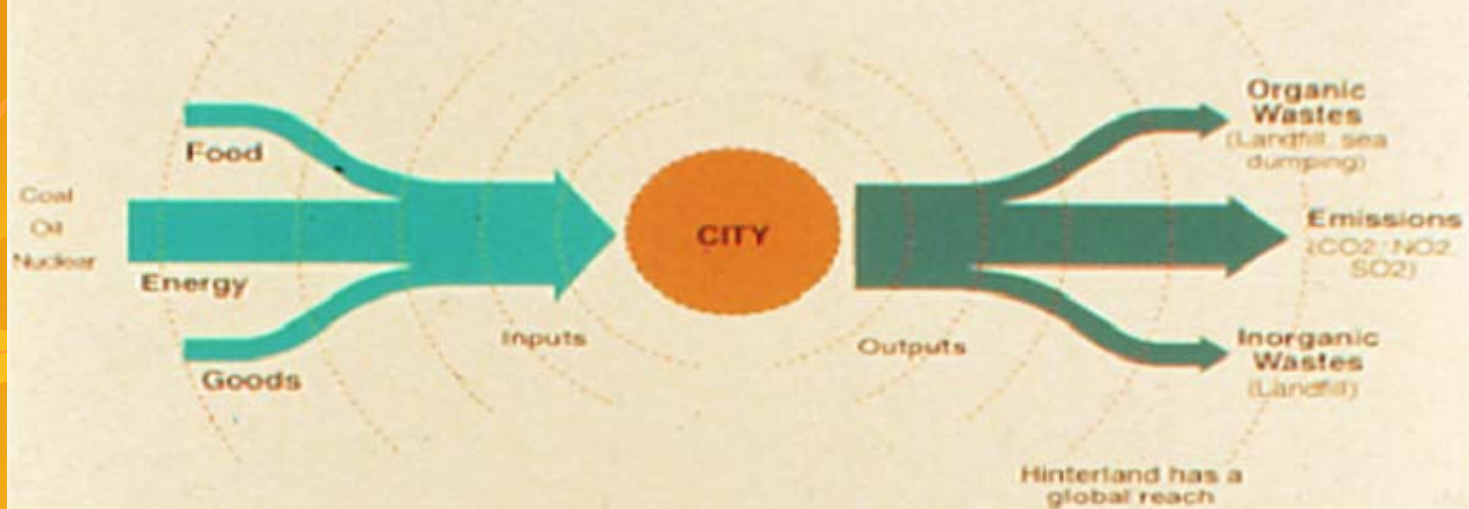 Food
Coal
Oil
Nuclear
Energy
Goods
Inputs
CITY
Outputs
Organic
Wastes
(Landfill, sea
dumping)
Emissions
(CO2, NO2,
SO2)
Inorganic
Wastes
(Landfill)
Hinterland has a
global reach